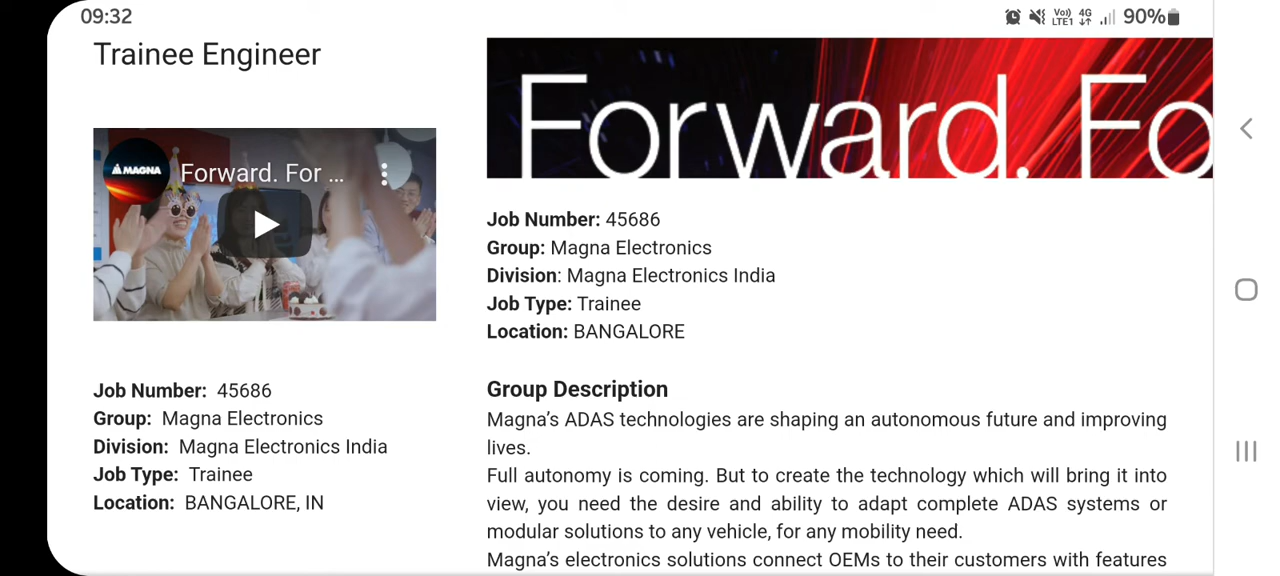 09:32
Vo)) 4G 90%
LTE1
Trainee Engineer
MAGNA Forward. For ...
Job Number: 45686
Group: Magna Electronics
Division: Magna Electronics India
Job Type: Trainee
Location: BANGALORE, IN
Forward. Fo
Job Number: 45686
Group: Magna Electronics
Division: Magna Electronics India
Job Type: Trainee
Location: BANGALORE
Group Description
Magna’s ADAS technologies are shaping an autonomous future and improving
lives.
Full autonomy is coming. But to create the technology which will bring it into
view, you need the desire and ability to adapt complete ADAS systems or
modular solutions to any vehicle, for any mobility need.
Magna’s electronics solutions connect OEMs to their customers with features